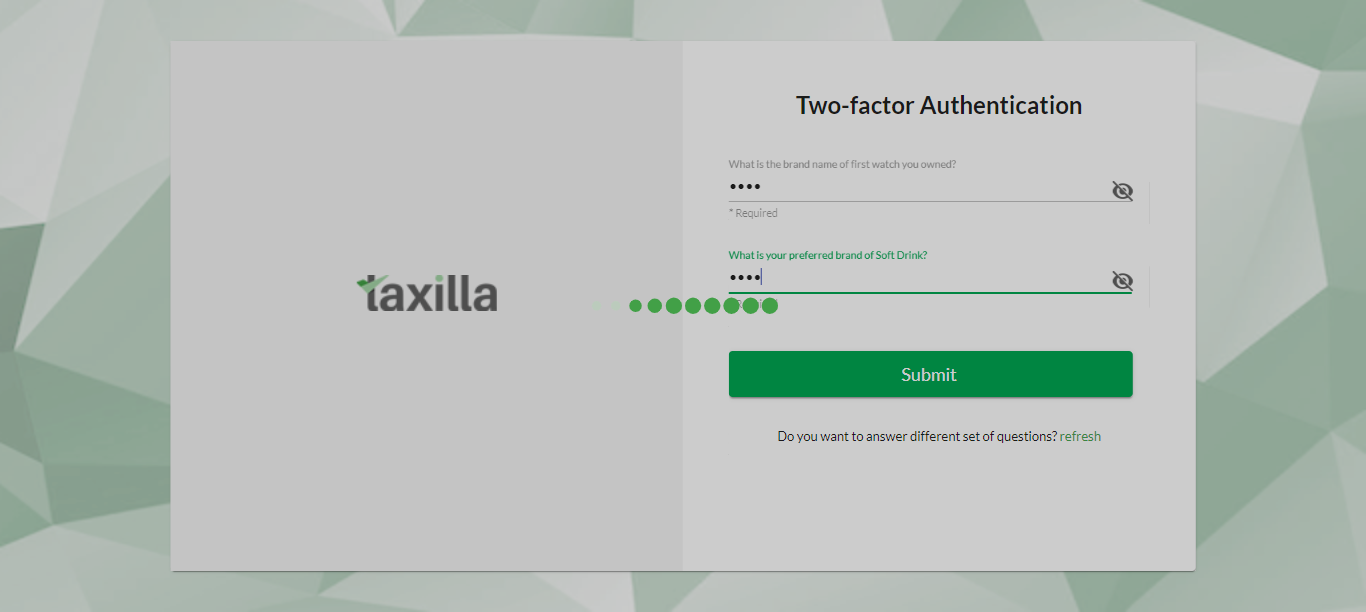 Two-factor Authentication
What is the brand name of first watch you owned?
••••
* Required
taxilla
What is your preferred brand of Soft Drink?
••••
Submit
Do you want to answer different set of questions? refresh